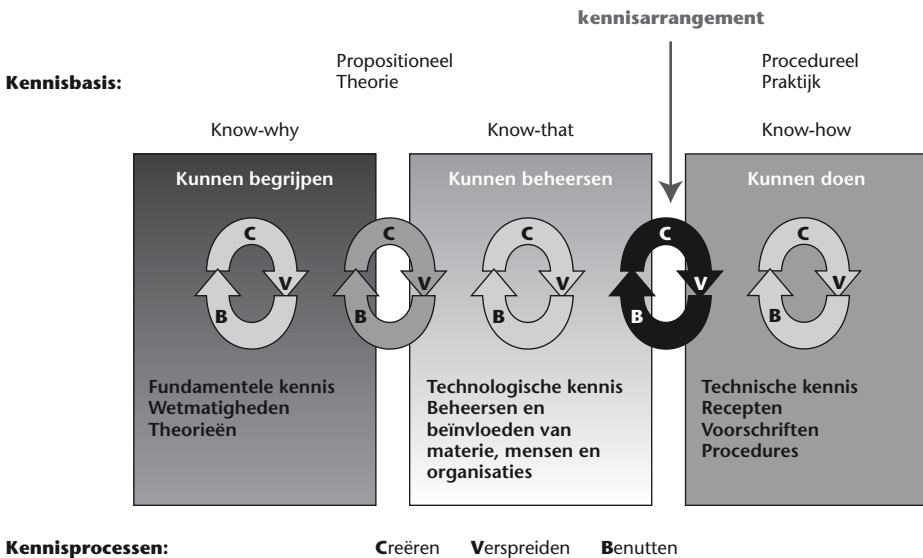 kennisarrangement
Kennisbasis:
Propositioneel
Theorie
Procedureel
Praktijk
Know-why
Know-that
Know-how
Kunnen begrijpen
Kunnen beheersen
Kunnen doen
C
V
B
C
V
B
C
V
B
C
V
B
C
V
B
Fundamentele kennis
Wetmatigheden
Theorieën
Technologische kennis
Beheersen en
beïnvloeden van
materie, mensen en
organisaties
Technische kennis
Recepten
Voorschriften
Procedures
Kennisprocessen:
Creëren Verspreiden Benutten